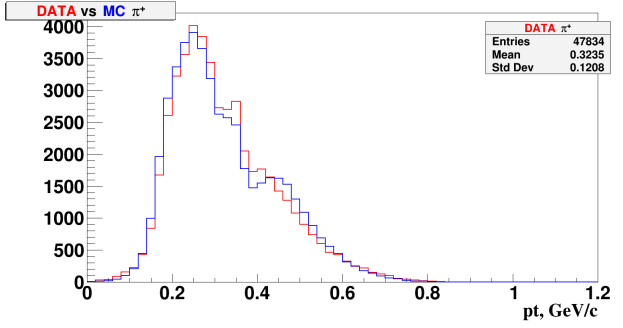 DATA vs MC π⁺
DATA π⁺
Entries 47834
Mean 0.3235
Std Dev 0.1208
4000
3500
3000
2500
2000
1500
1000
500
0
0 0.2 0.4 0.6 0.8 1 1.2
pt, GeV/c